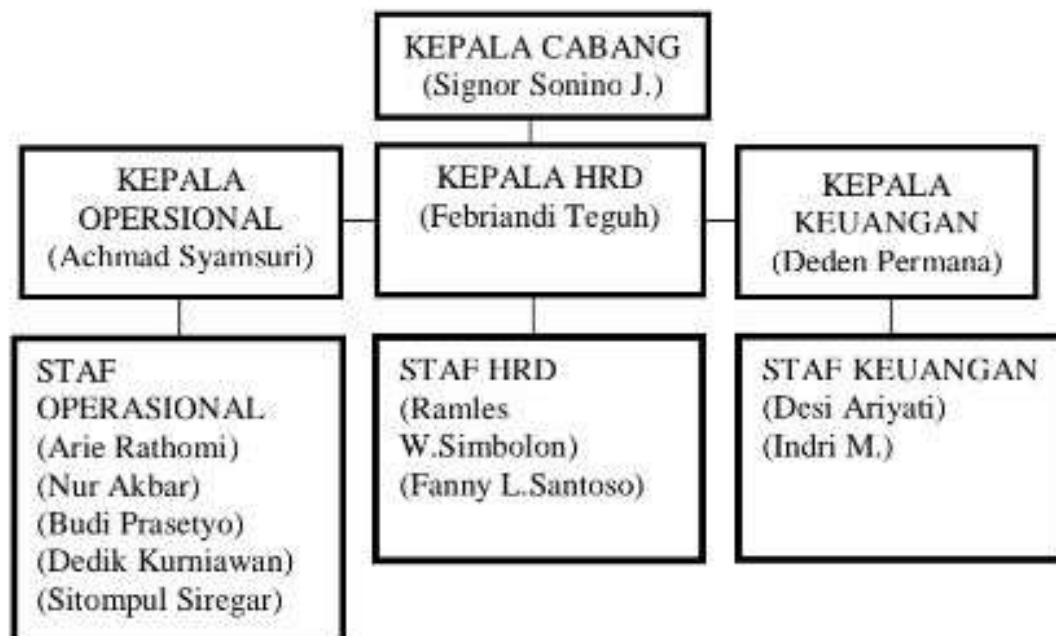 KEPALA CABANG
(Signor Sonino J.)
KEPALA
OPERSIONAL
(Achmad Syamsuri)
KEPALA HRD
(Febriandi Teguh)
KEPALA
KEUANGAN
(Deden Permana)
STAF
OPERASIONAL
(Arie Rathomi)
(Nur Akbar)
(Budi Prasetyo)
(Dedik Kurniawan)
(Sitompul Siregar)
STAF HRD
(Ramles
W.Simbolon)
(Fanny L.Santoso)
STAF KEUANGAN
(Desi Ariyati)
(Indri M.)